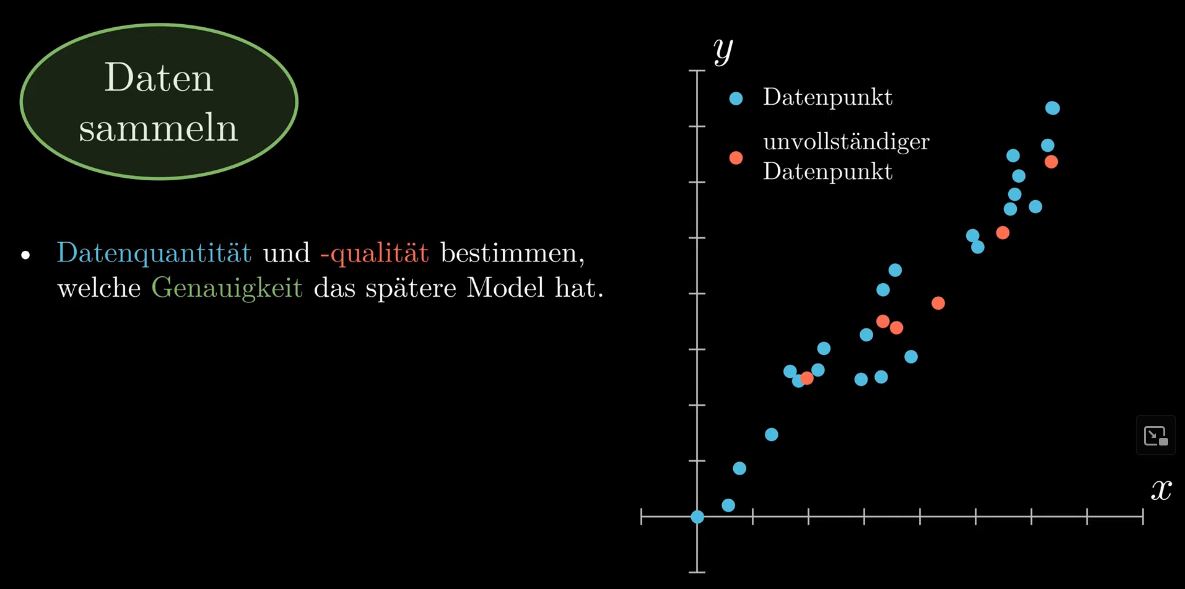 Daten
sammeln
• Datenquantität und -qualität bestimmen,
welche Genauigkeit das spätere Model hat.
y
Datenpunkt
unvollständiger
Datenpunkt
x